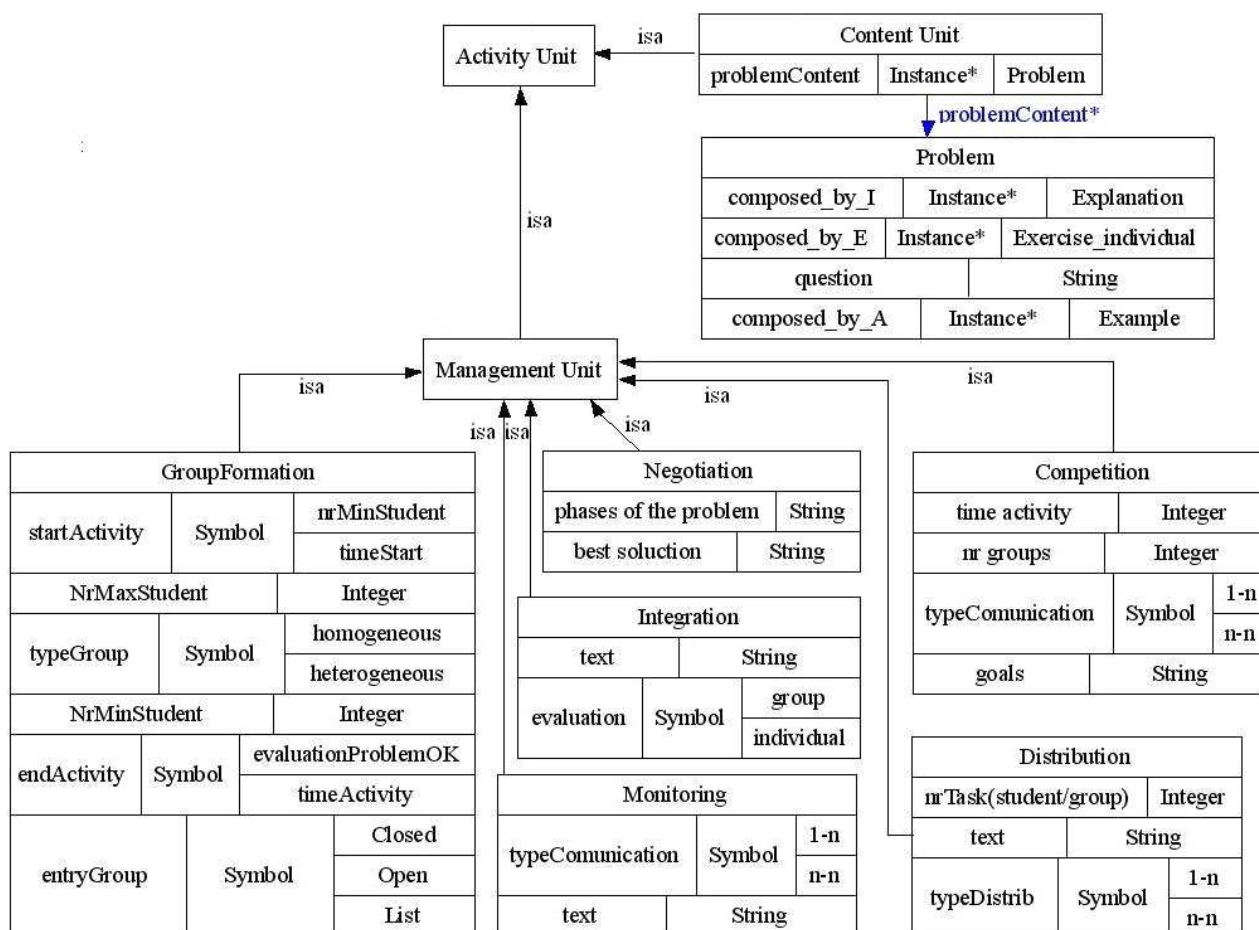 Activity Unit
isa
Content Unit
problemContent Instance* Problem
problemContent*
Problem
composed_by_I Instance* Explanation
composed_by_E Instance* Exercise_individual
question String
composed_by_A Instance* Example
isa
Management Unit
isa
isa
isa
isa
isa
isa
GroupFormation
startActivity Symbol nrMinStudent
timeStart
NrMaxStudent Integer
typeGroup Symbol homogeneous
heterogeneous
NrMinStudent Integer
endActivity Symbol evaluationProblemOK
timeActivity
entryGroup Symbol Closed
Open
List
Negotiation
phases of the problem String
best soluction String
Integration
text String
evaluation Symbol group
individual
Monitoring
typeComunication Symbol 1-n
n-n
text String
Competition
time activity Integer
nr groups Integer
typeComunication Symbol 1-n
n-n
goals String
Distribution
nrTask(student/group) Integer
text String
typeDistrib Symbol 1-n
n-n